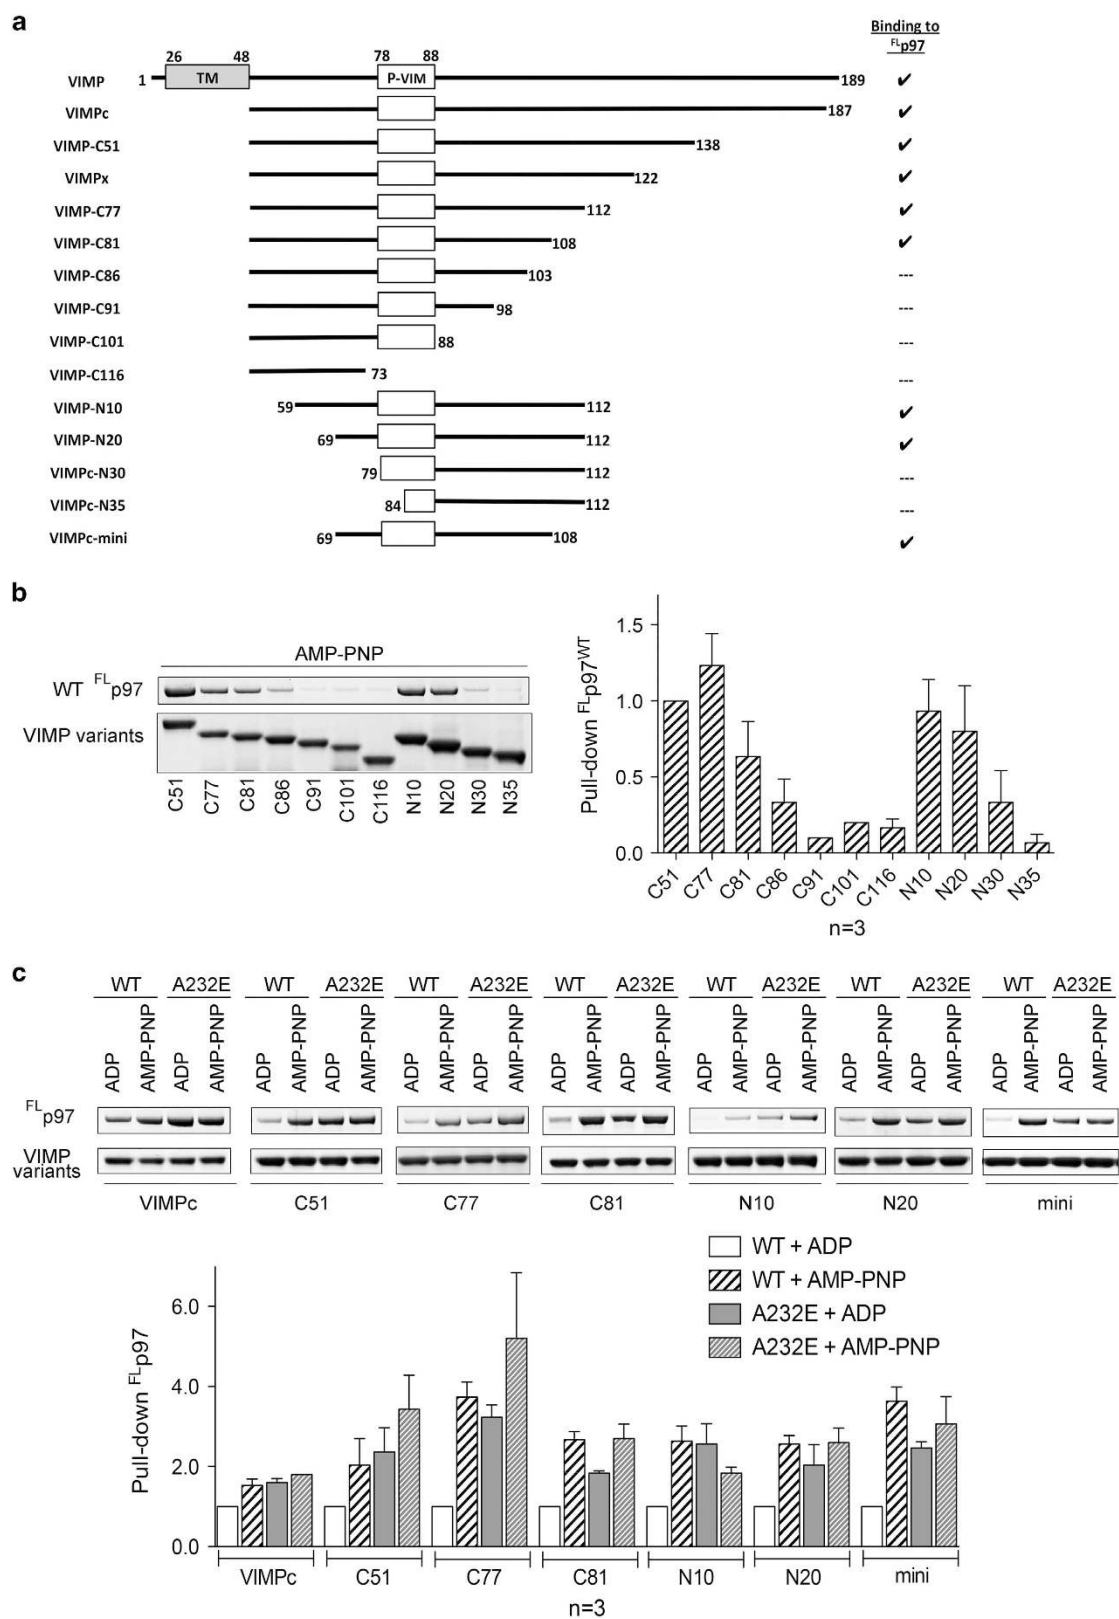 a
Binding to
FLp97
26 48 78 88
VIMP 1 TM P-VIM 189 ✔
VIMPc 187 ✔
VIMP-C51 138 ✔
VIMPx 122 ✔
VIMP-C77 112 ✔
VIMP-C81 108 ✔
VIMP-C86 103 ---
VIMP-C91 98 ---
VIMP-C101 88 ---
VIMP-C116 73 ---
VIMP-N10 59 112 ✔
VIMP-N20 69 112 ✔
VIMPc-N30 79 112 ---
VIMPc-N35 84 112 ---
VIMPc-mini 69 108 ✔
b
AMP-PNP
WT FLp97
VIMP variants
C51 C77 C81 C86 C91 C101 C116 N10 N20 N30 N35
Pull-down FLp97WT
1.5
1.0
0.5
0.0
C51 C77 C81 C86 C91 C101 C116 N10 N20 N30 N35
n=3
c
WT A232E WT A232E WT A232E WT A232E WT A232E WT A232E WT A232E
ADP AMP-PNP ADP AMP-PNP ADP AMP-PNP ADP AMP-PNP ADP AMP-PNP ADP AMP-PNP ADP AMP-PNP ADP AMP-PNP ADP AMP-PNP ADP AMP-PNP ADP AMP-PNP ADP AMP-PNP ADP AMP-PNP ADP AMP-PNP
FLp97
VIMP
variants
VIMPc C51 C77 C81 N10 N20 mini
WT + ADP
WT + AMP-PNP
A232E + ADP
A232E + AMP-PNP
Pull-down FLp97
6.0
4.0
2.0
0.0
VIMPc C51 C77 C81 N10 N20 mini
n=3